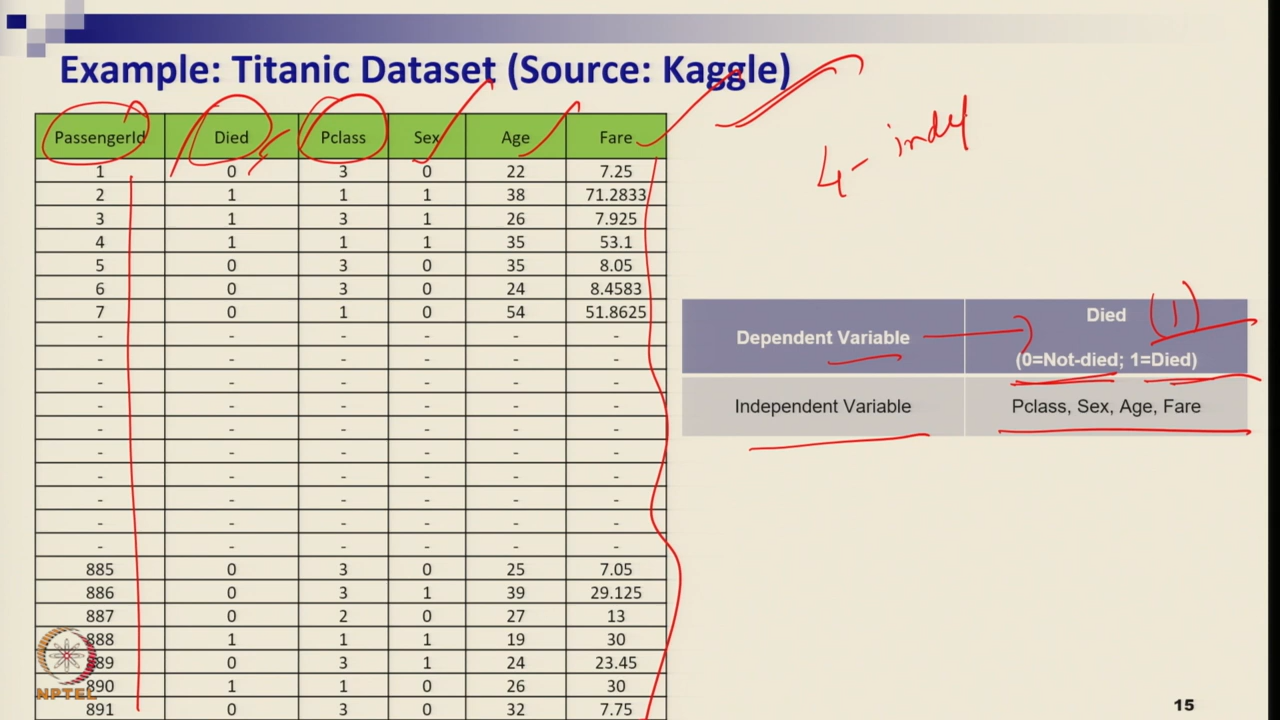 Example: Titanic Dataset (Source: Kaggle)
PassengerId Died Pclass Sex Age Fare
1 0 3 0 22 7.25
2 1 1 1 38 71.2833
3 1 3 1 26 7.925
4 1 1 1 35 53.1
5 0 3 0 35 8.05
6 0 3 0 24 8.4583
7 0 1 0 54 51.8625
- - - - - -
- - - - - -
- - - - - -
- - - - - -
- - - - - -
- - - - - -
- - - - - -
- - - - - -
- - - - - -
- - - - - -
885 0 3 0 25 7.05
886 0 3 1 39 29.125
887 0 2 0 27 13
888 1 1 1 19 30
889 0 3 1 24 23.45
890 1 1 0 26 30
891 0 3 0 32 7.75
4 - indep
Dependent Variable Died (1)
(0=Not-died; 1=Died)
Independent Variable Pclass, Sex, Age, Fare
NPTEL
15